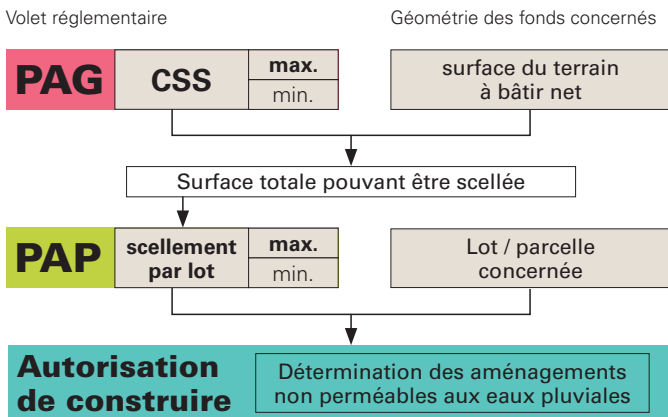 Volet réglementaire
Géométrie des fonds concernés
PAG
CSS
max.
min.
surface du terrain
à bâtir net
Surface totale pouvant être scellée
PAP
scellement
par lot
max.
min.
Lot / parcelle
concernée
Autorisation
de construire
Détermination des aménagements
non perméables aux eaux pluviales